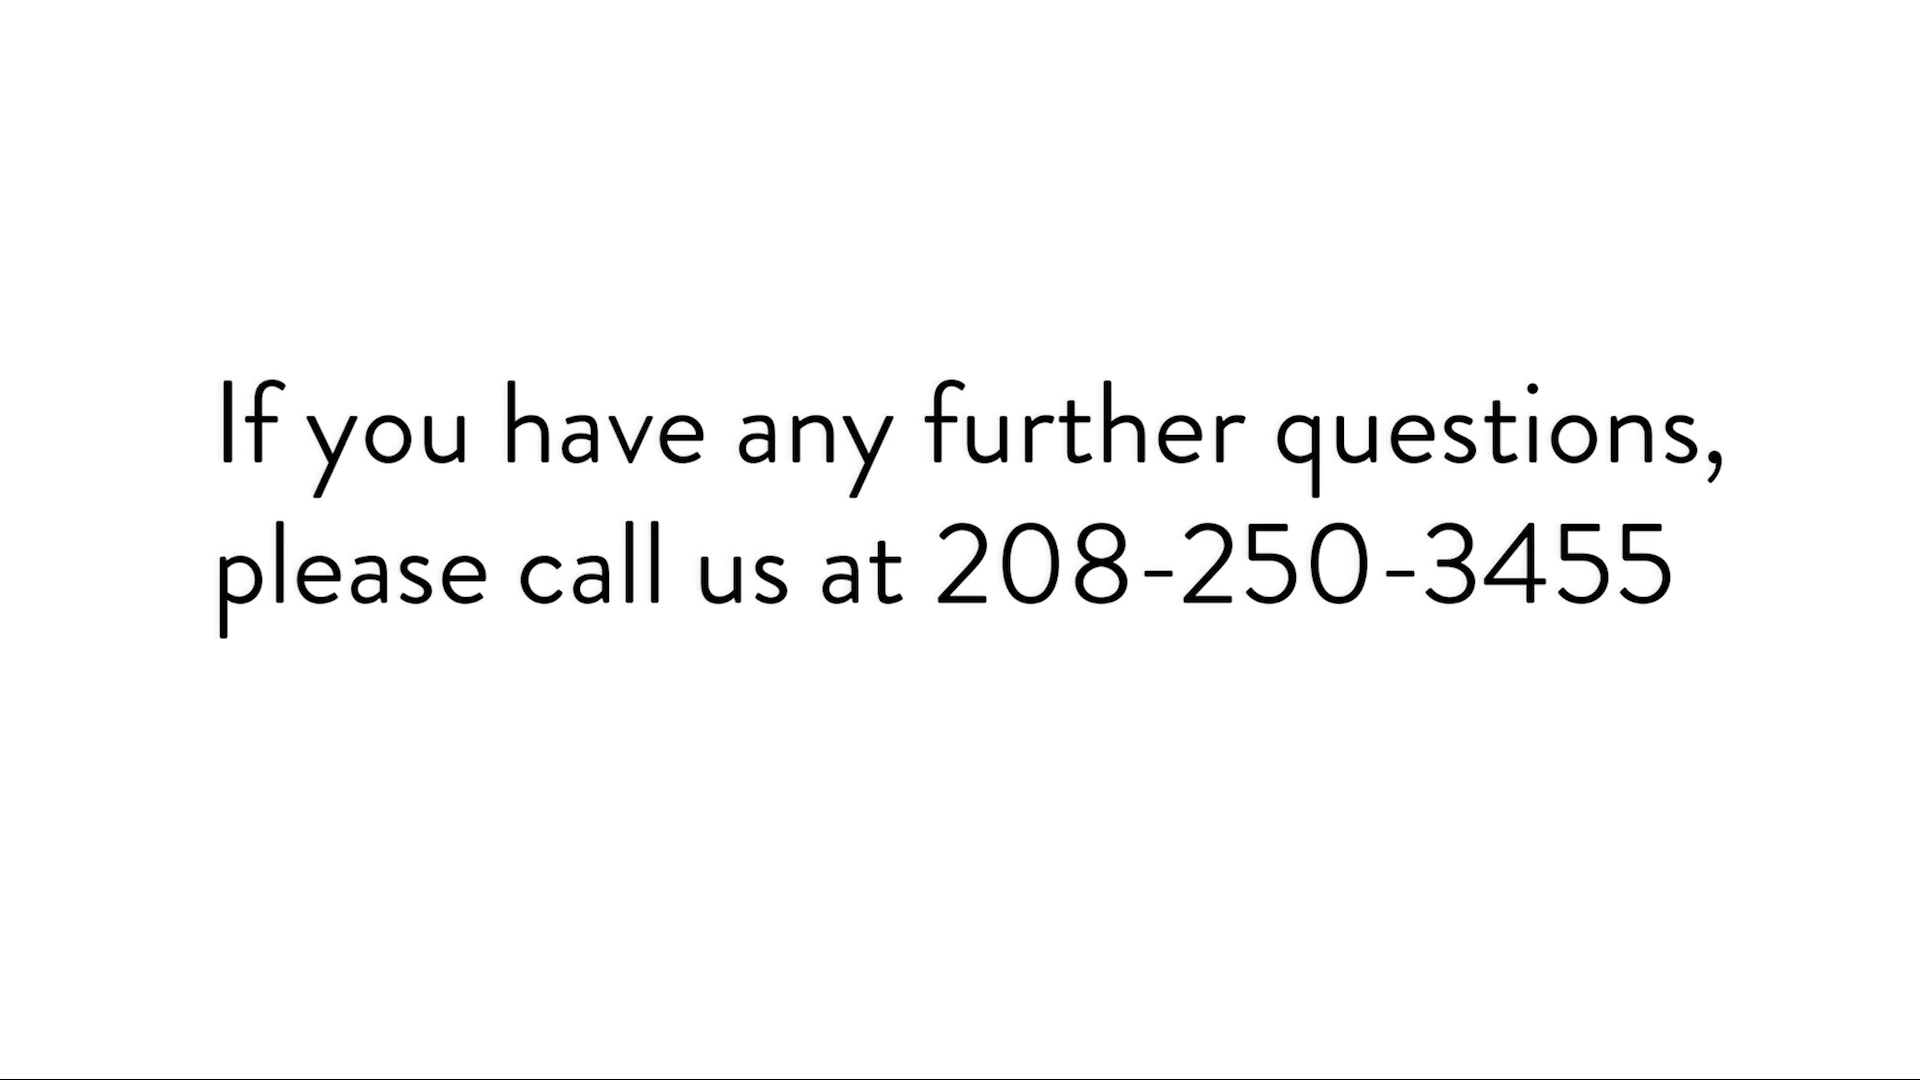 If you have any further questions,
please call us at 208-250-3455